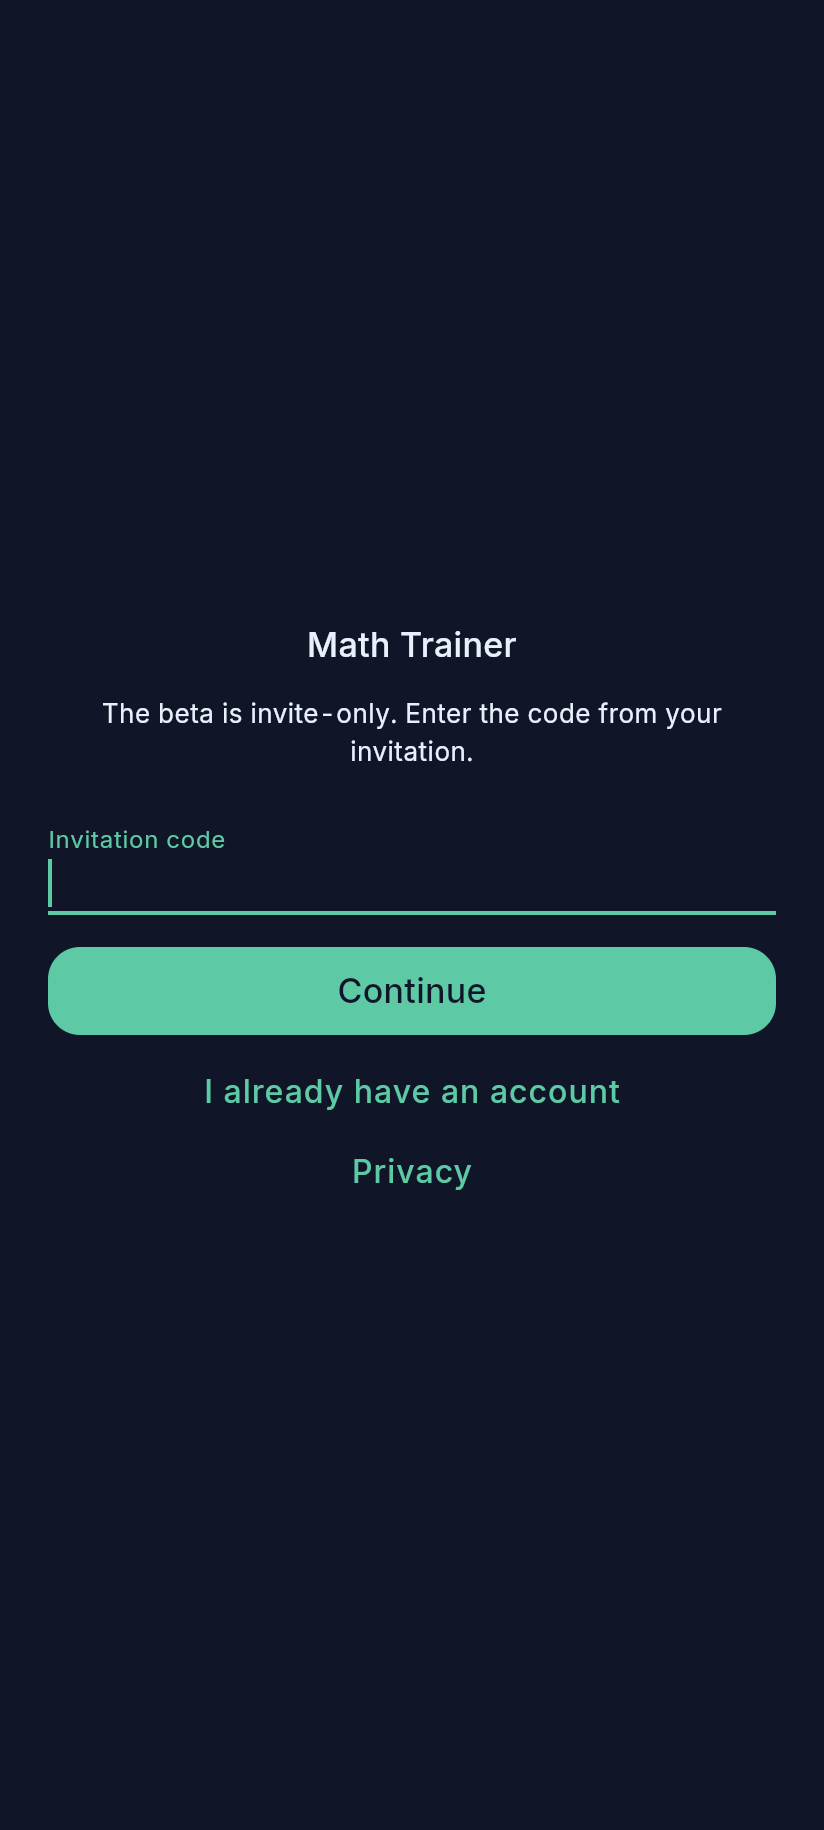 Math Trainer
The beta is invite-only. Enter the code from your
invitation.
Invitation code
Continue
I already have an account
Privacy